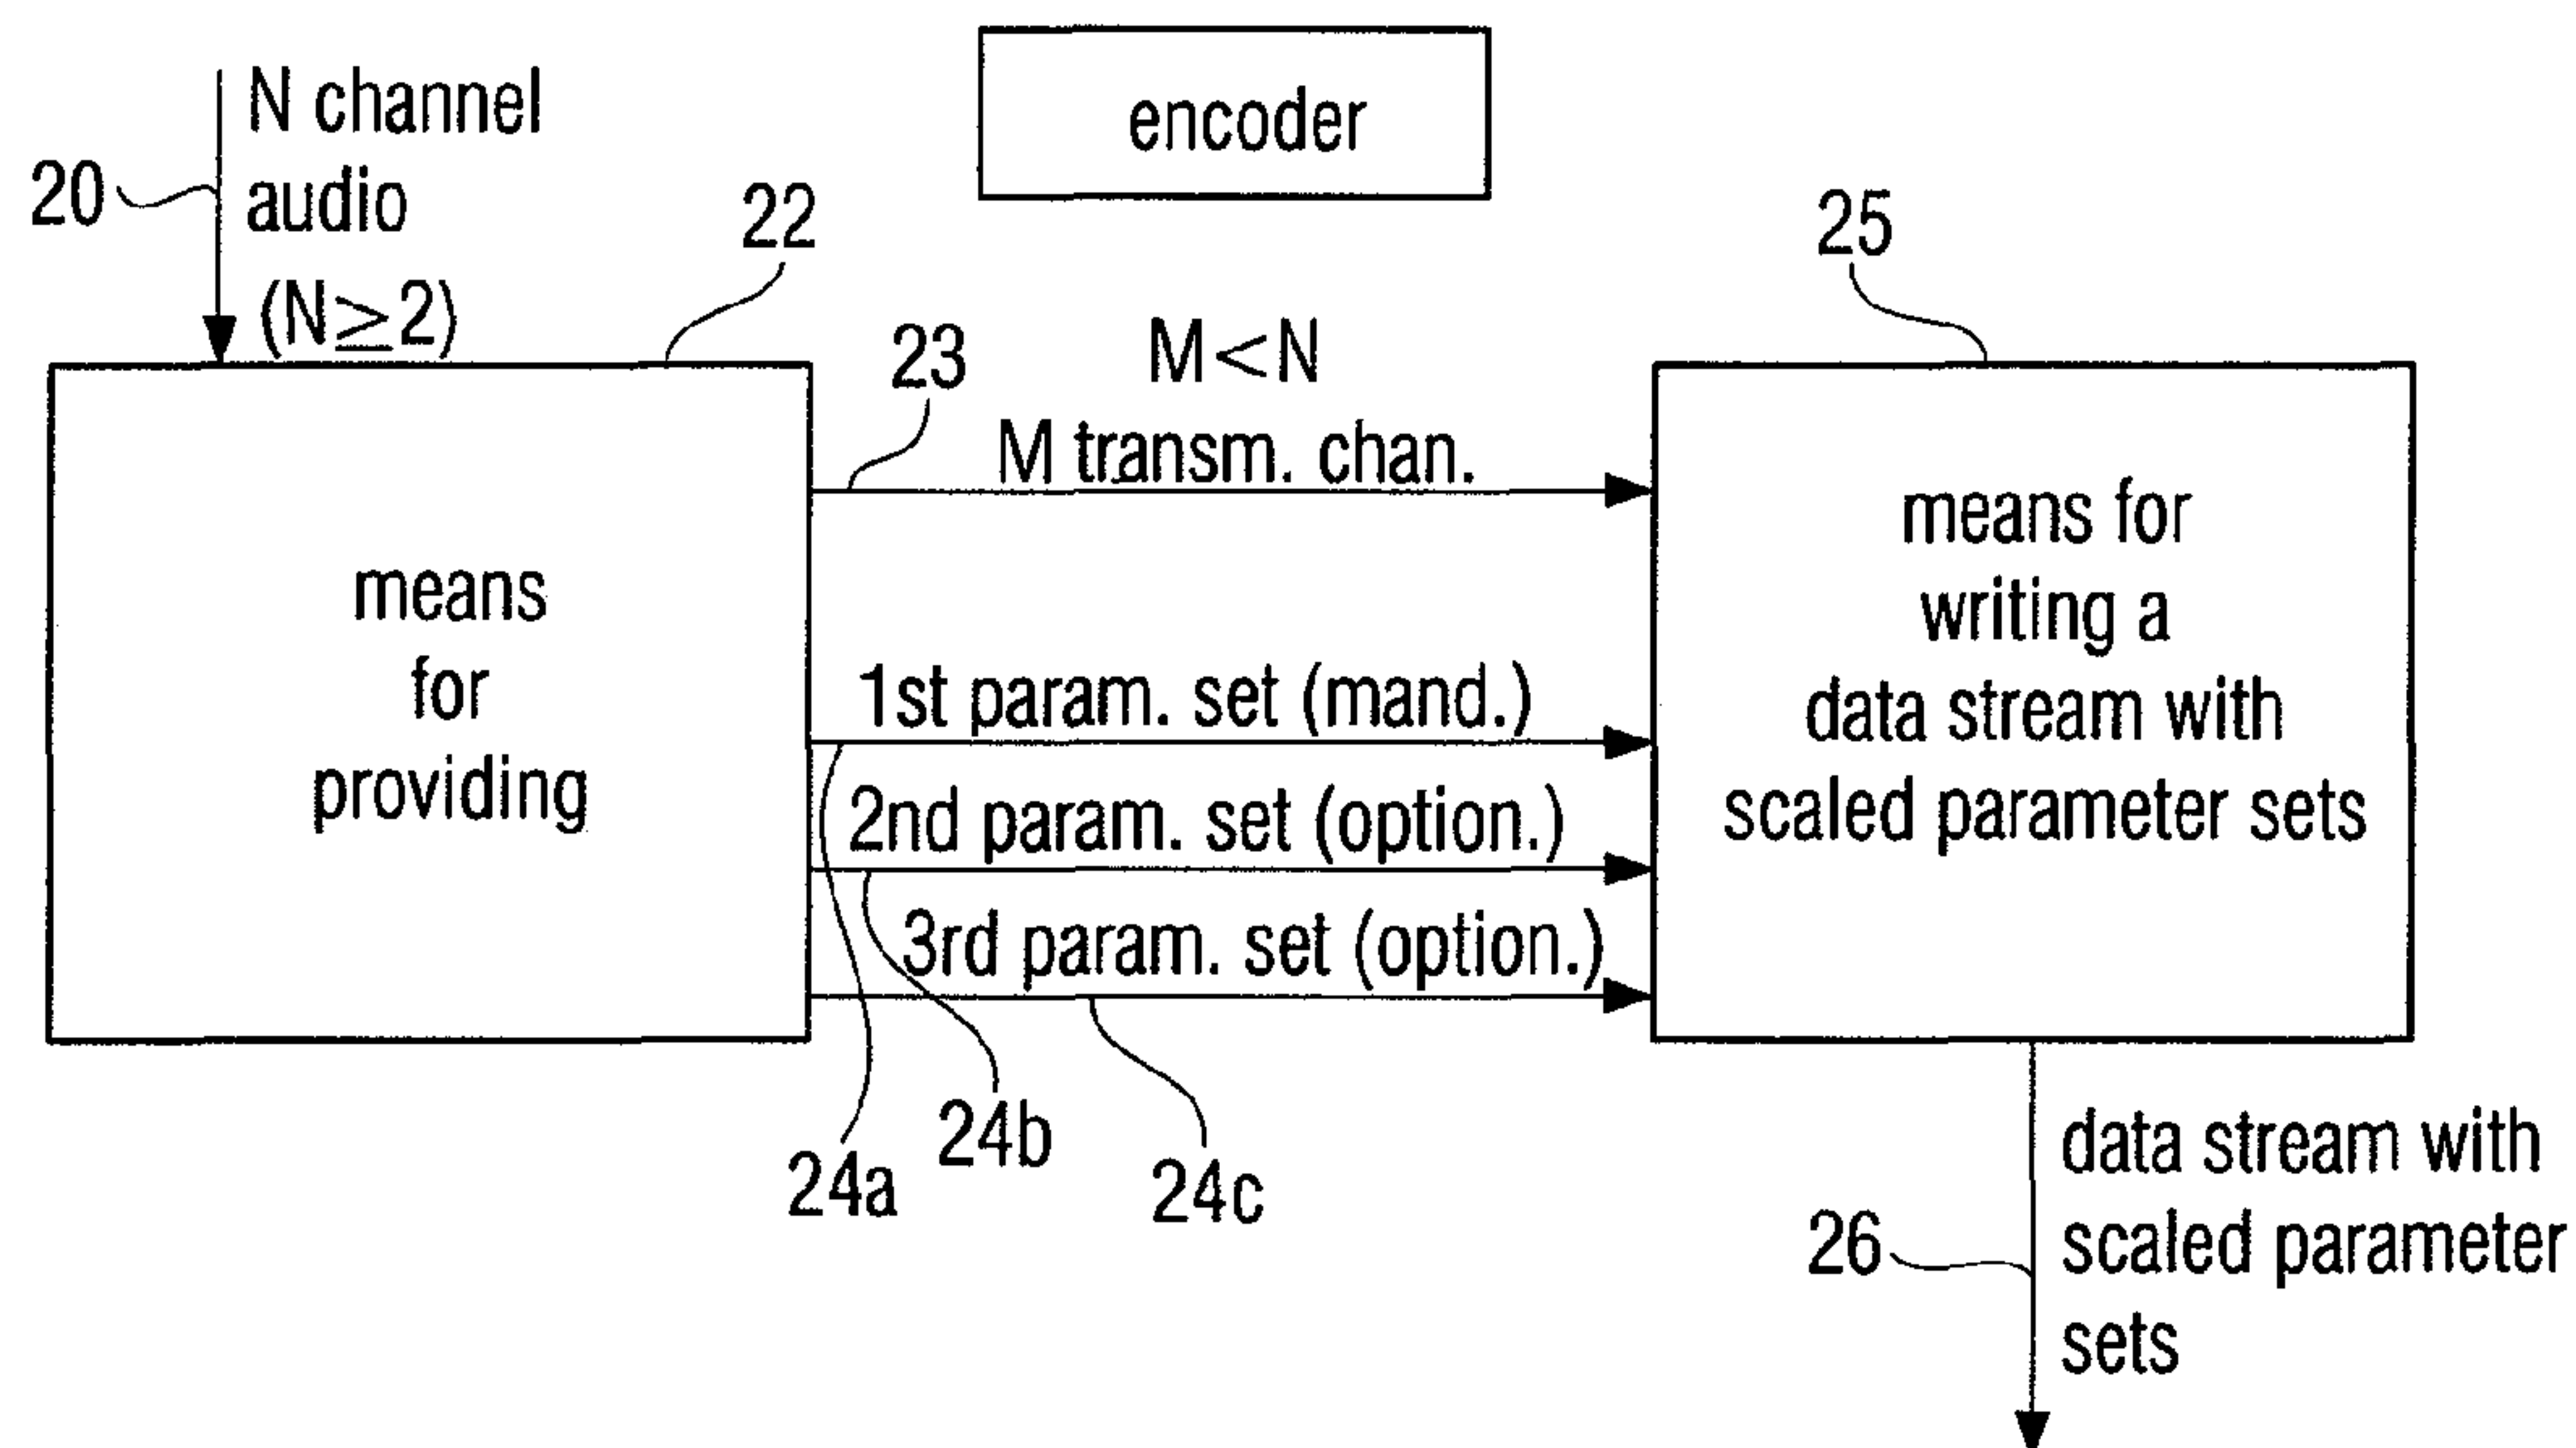 encoder
N channel
audio
(N≥2)
20
22
23
M<N
M transm. chan.
25
means
for
providing
1st param. set (mand.)
2nd param. set (option.)
3rd param. set (option.)
means for
writing a
data stream with
scaled parameter sets
24a
24b
24c
26
data stream with
scaled parameter
sets